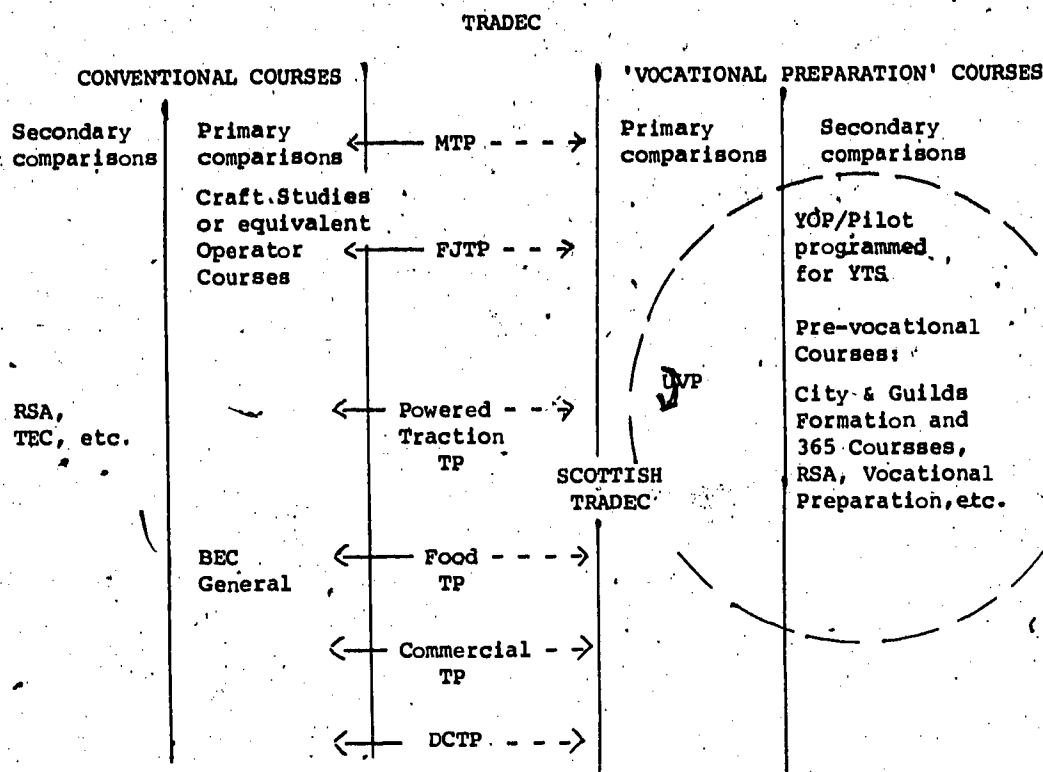 TRADEC
CONVENTIONAL COURSES
'VOCATIONAL PREPARATION' COURSES
Secondary
comparisons
Primary
comparisons
MTP
Primary
comparisons
Secondary
comparisons
Craft Studies
or equivalent
Operator
Courses
FJTP
YOP/Pilot
programmed
for YTS
Pre-vocational
Courses:
UVP
RSA,
TEC, etc.
Powered
Traction
TP
City & Guilds
Formation and
365 Coursses,
RSA, Vocational
Preparation,etc.
SCOTTISH
TRADEC
BEC
General
Food
TP
Commercial
TP
DCTP